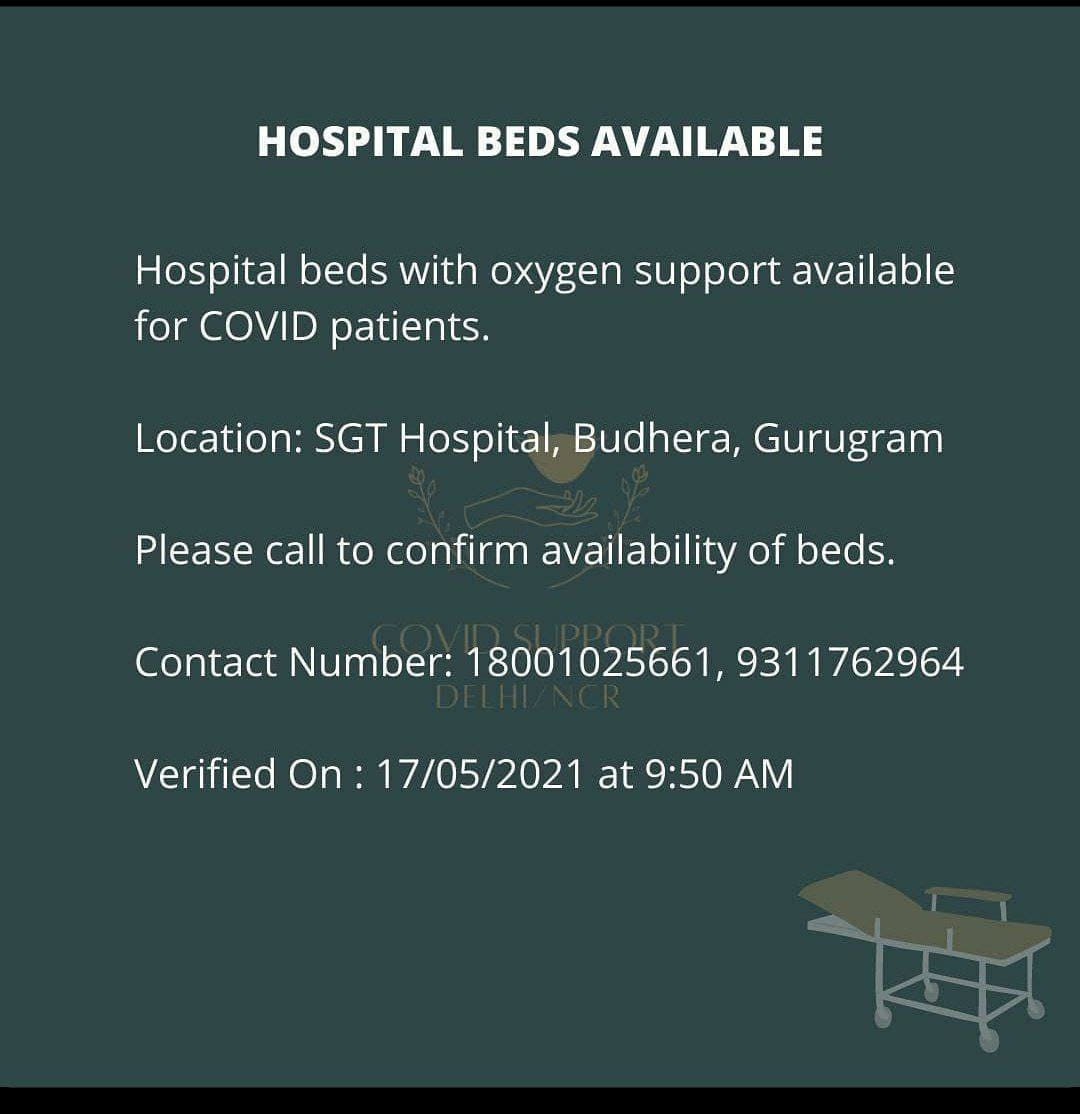 HOSPITAL BEDS AVAILABLE
Hospital beds with oxygen support available
for COVID patients.
Location: SGT Hospital, Budhera, Gurugram
Please call to confirm availability of beds.
COVID SUPPORT
Contact Number: 18001025661, 9311762964
DELHI/NCR
Verified On : 17/05/2021 at 9:50 AM